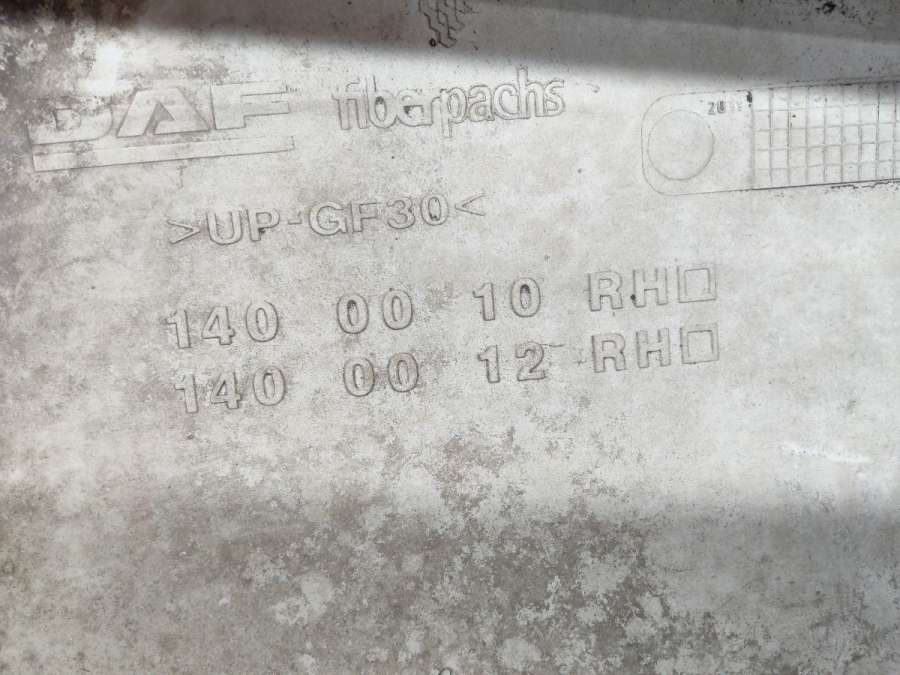 DAF fiberpachs
>UP-GF30<
140 00 10 RH
140 00 12 RH